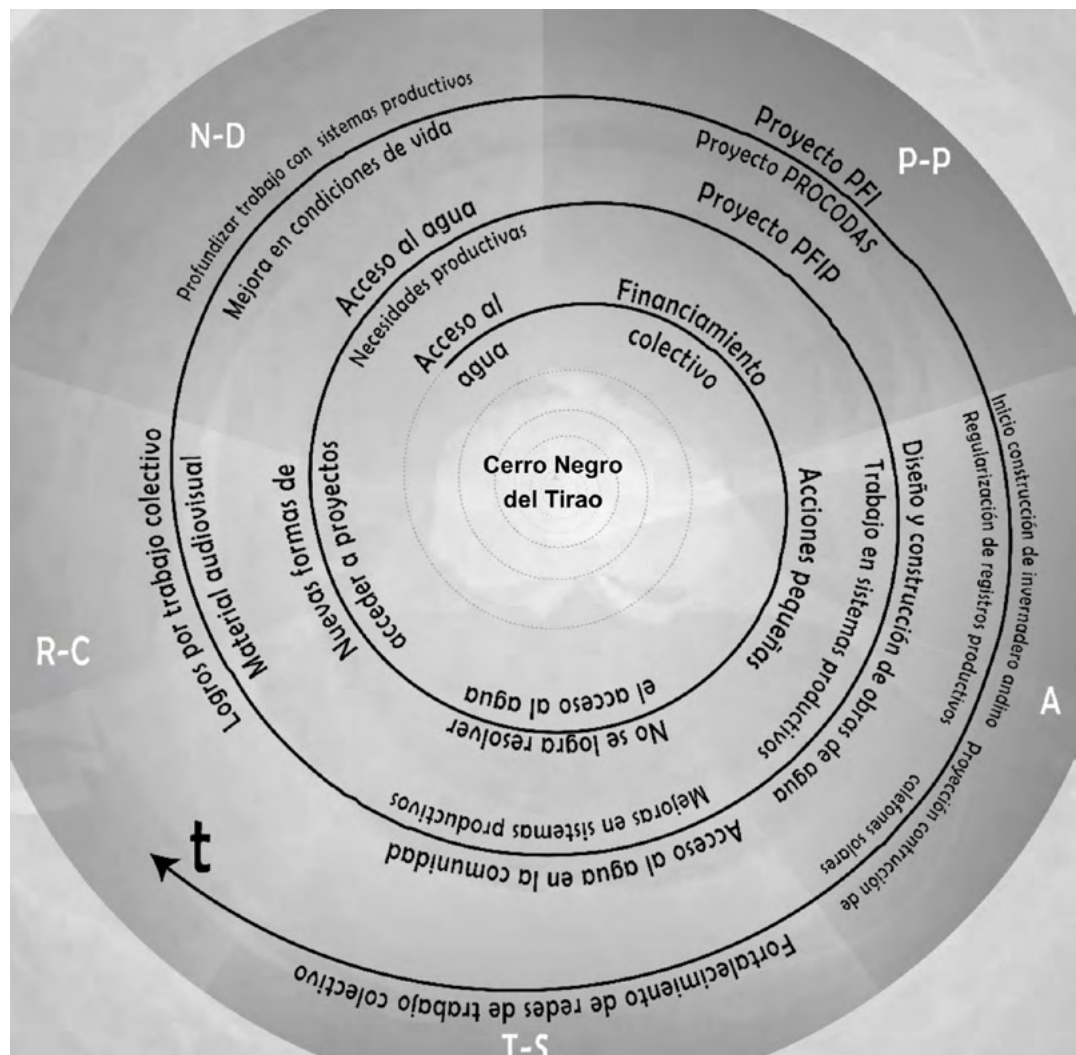 N-D
P-P
A
T-S
R-C
t
Cerro Negro
del Tirao
Acceso al
agua
Financiamiento
colectivo
Acciones pequeñas
No se logra resolver
el acceso al agua
Nuevas formas de
acceder a proyectos
Acceso al agua
Necesidades productivas
Proyecto PFIP
Diseño y construcción de obras de agua
Trabajo en sistemas productivos
Mejoras en sistemas productivos
Acceso al agua en la comunidad
Logros por trabajo colectivo
Material audiovisual
Profundizar trabajo con sistemas productivos
Mejora en condiciones de vida
Proyecto PFI
Proyecto PROCODAS
Inicio construcción de invernadero andino
Regularización de registros productivos
Proyección contrucción de
calefones solares
Fortalecimiento de redes de trabajo colectivo